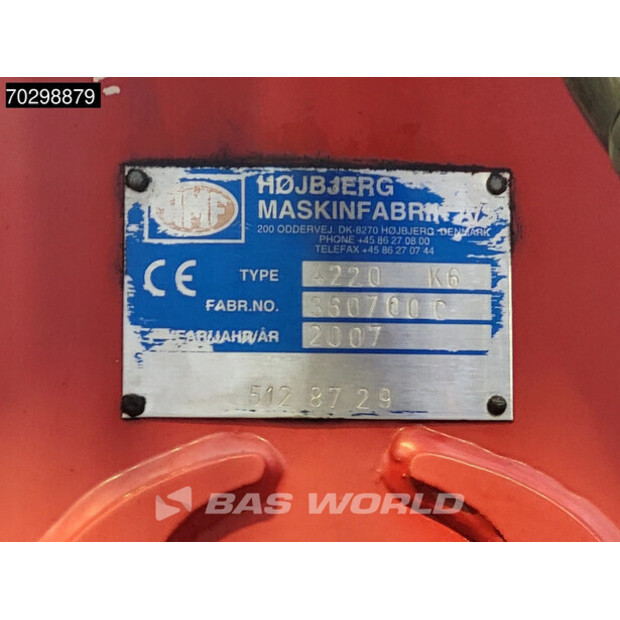 70298879
HMF
HØJBJERG
MASKINFABRIK A/S
200 ODDERVEJ. DK-8270 HØJBJERG. DENMARK
PHONE +45 86 27 08 00
TELEFAX +45 86 27 07 44
CE TYPE 4220 K6
FABR.NO. 360700 C
YEAR/JAHR/ÅR 2007
512 87 29
BAS WORLD